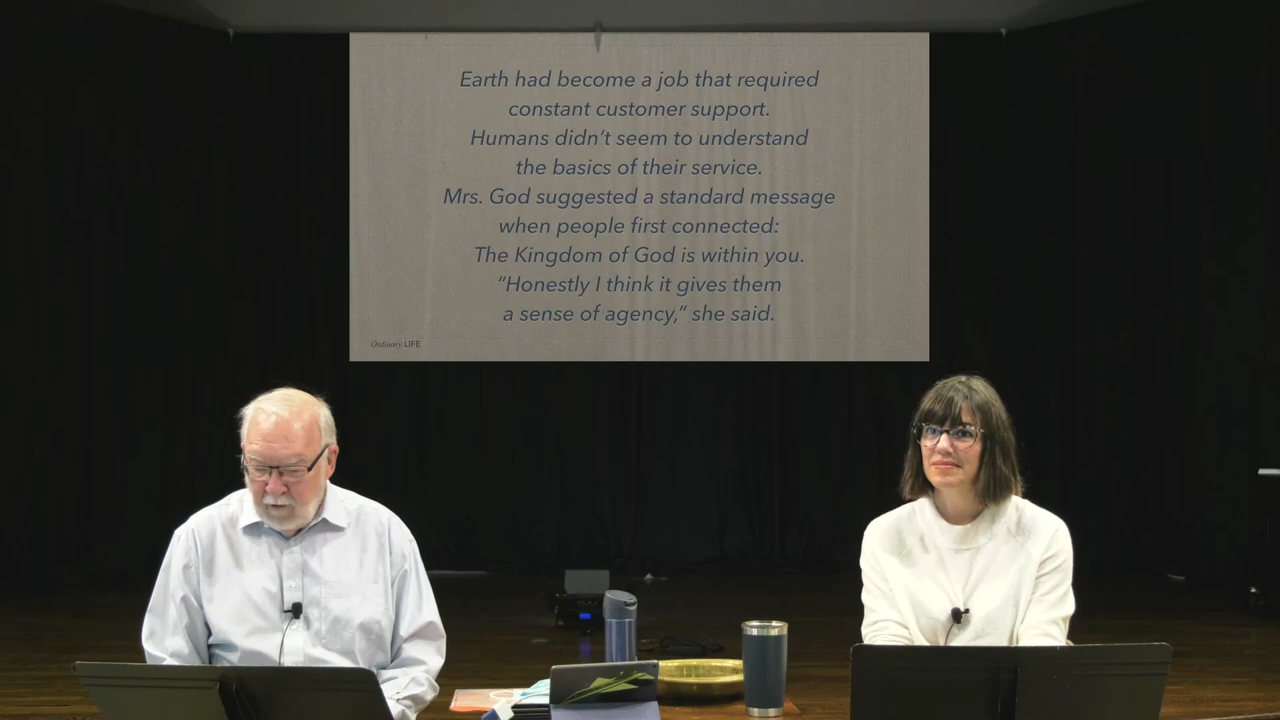 Earth had become a job that required
constant customer support.
Humans didn’t seem to understand
the basics of their service.
Mrs. God suggested a standard message
when people first connected:
The Kingdom of God is within you.
“Honestly I think it gives them
a sense of agency,” she said.
Ordinary LIFE